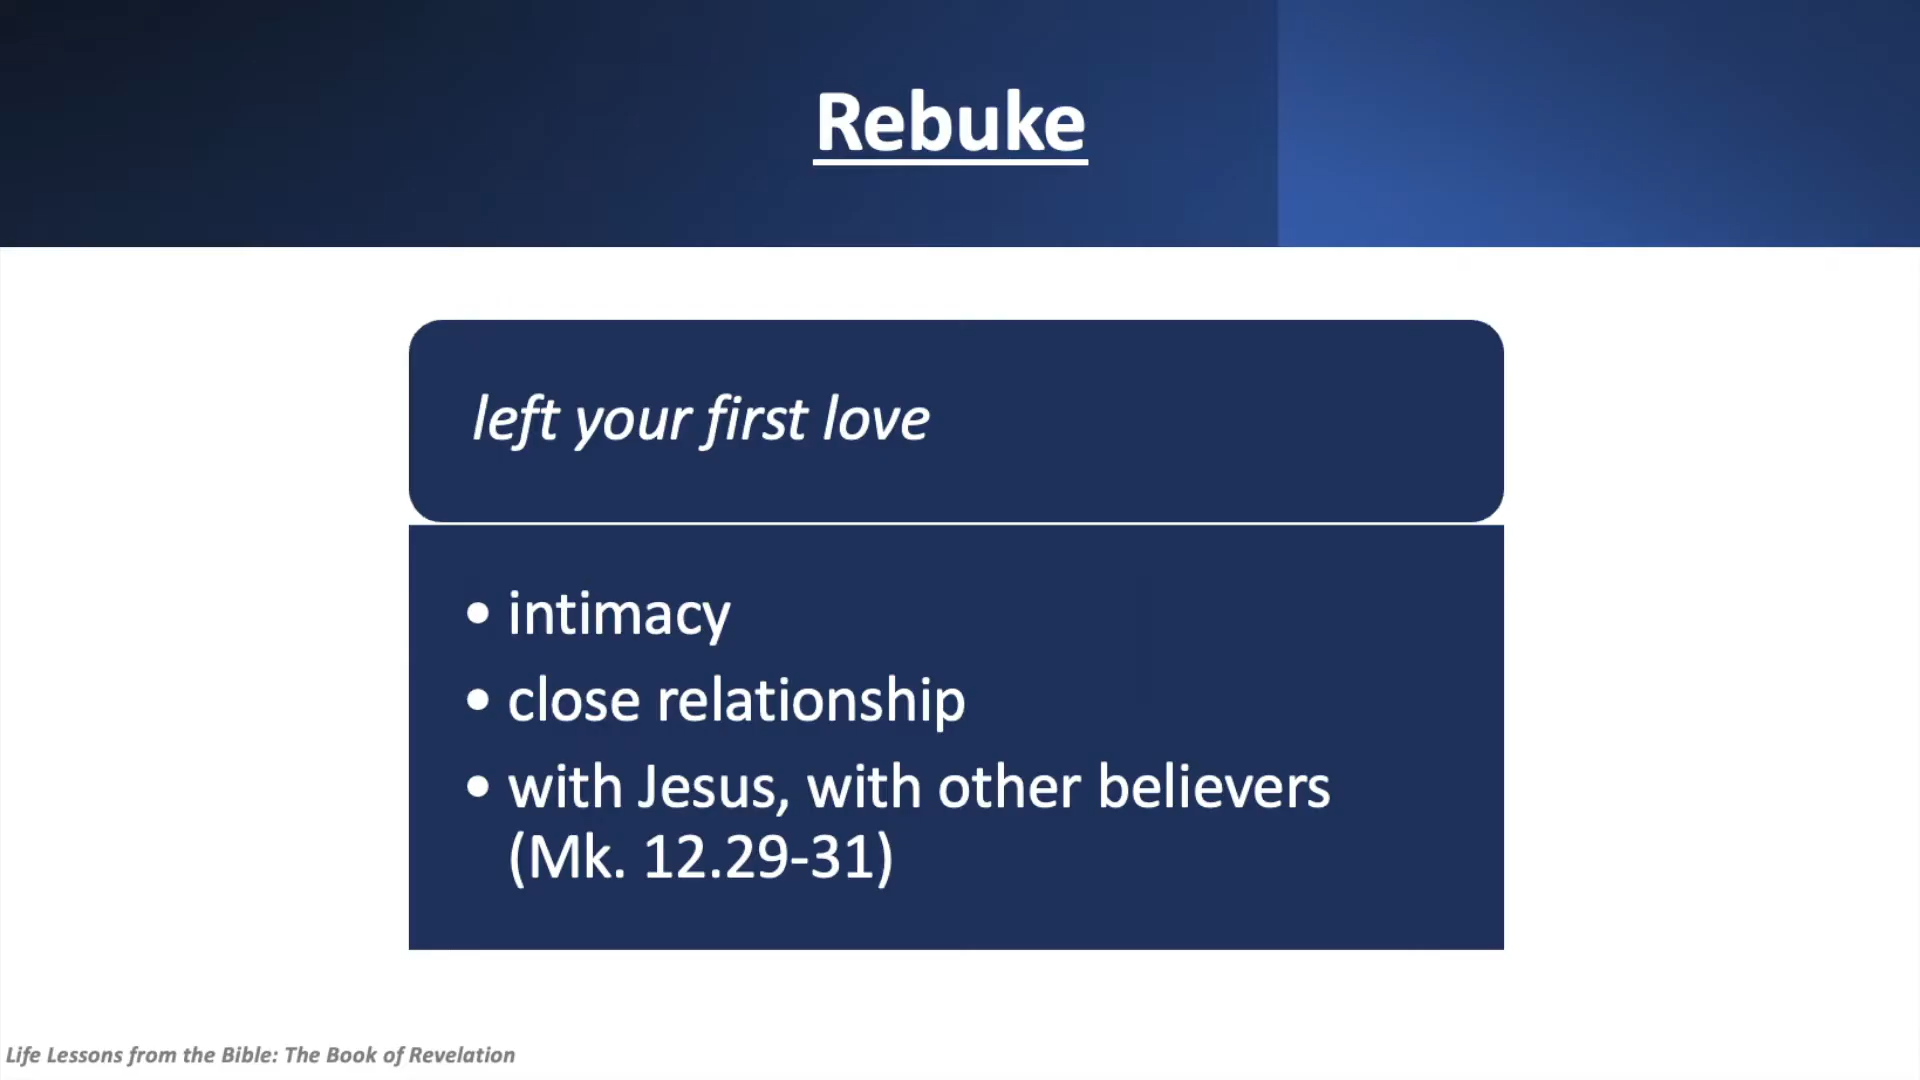 Rebuke
left your first love
• intimacy
• close relationship
• with Jesus, with other believers
(Mk. 12.29-31)
Life Lessons from the Bible: The Book of Revelation